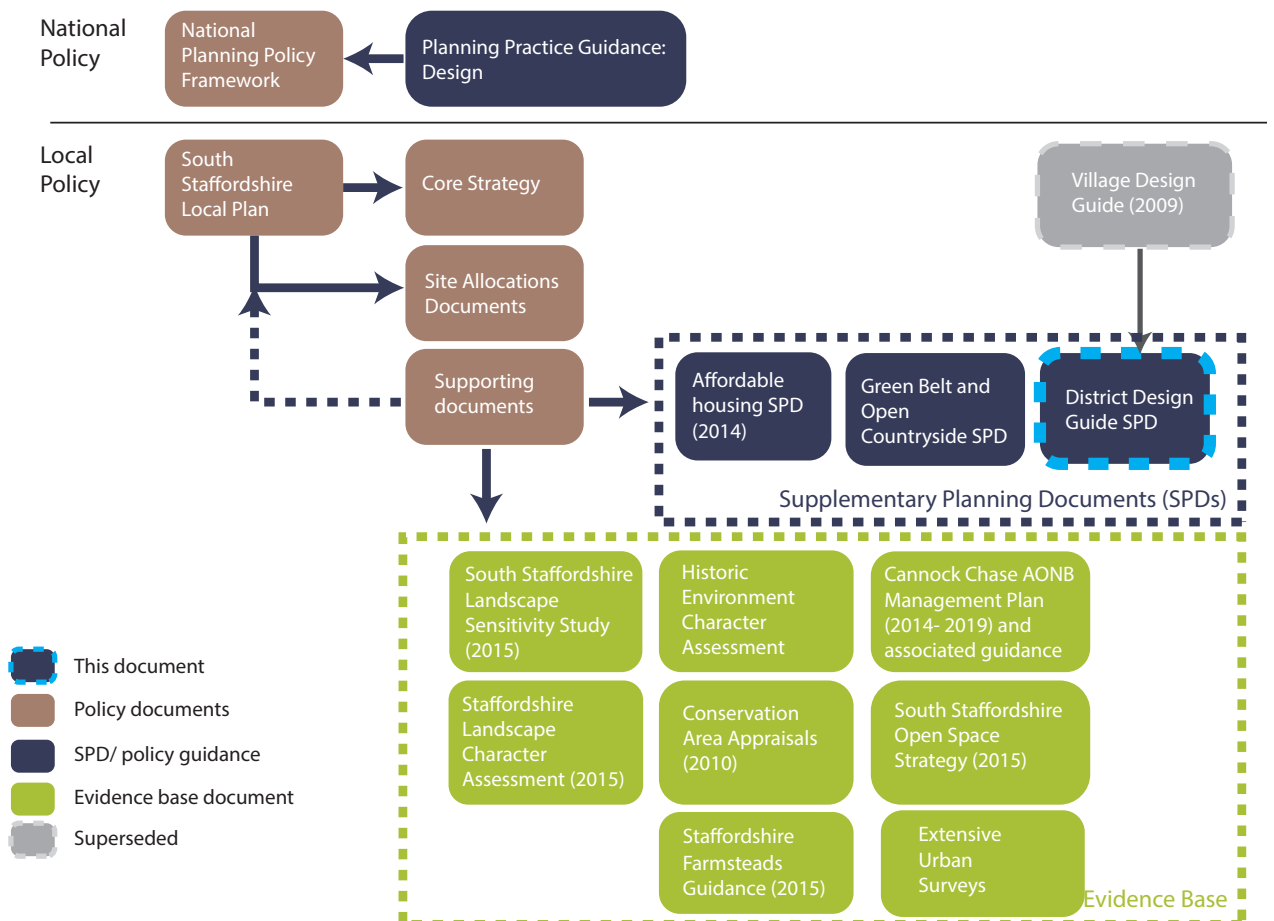 National
Policy
National
Planning Policy
Framework
Planning Practice Guidance:
Design
Local
Policy
South
Staffordshire
Local Plan
Core Strategy
Village Design
Guide (2009)
Site Allocations
Documents
Supporting
documents
Affordable
housing SPD
(2014)
Green Belt and
Open
Countryside SPD
District Design
Guide SPD
Supplementary Planning Documents (SPDs)
South Staffordshire
Landscape
Sensitivity Study
(2015)
Historic
Environment
Character
Assessment
Cannock Chase AONB
Management Plan
(2014- 2019) and
associated guidance
Staffordshire
Landscape
Character
Assessment (2015)
Conservation
Area Appraisals
(2010)
South Staffordshire
Open Space
Strategy (2015)
Staffordshire
Farmsteads
Guidance (2015)
Extensive
Urban
Surveys
Evidence Base
This document
Policy documents
SPD/ policy guidance
Evidence base document
Superseded